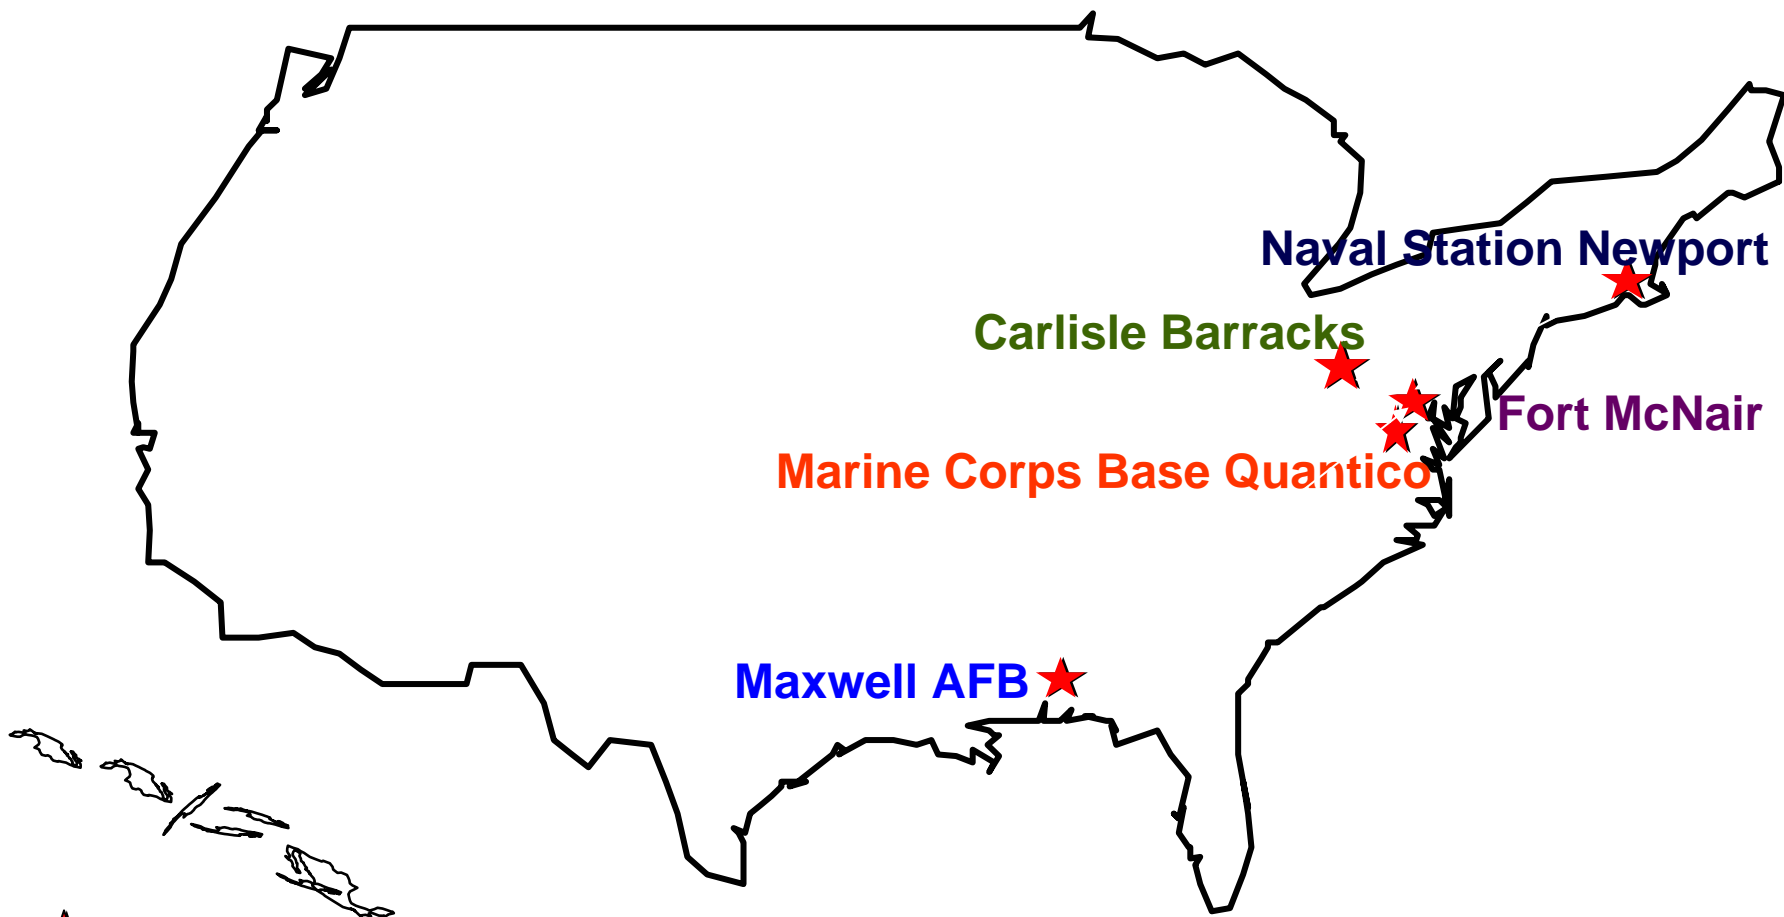 Naval Station Newport
Carlisle Barracks
Fort McNair
Marine Corps Base Quantico
Maxwell AFB